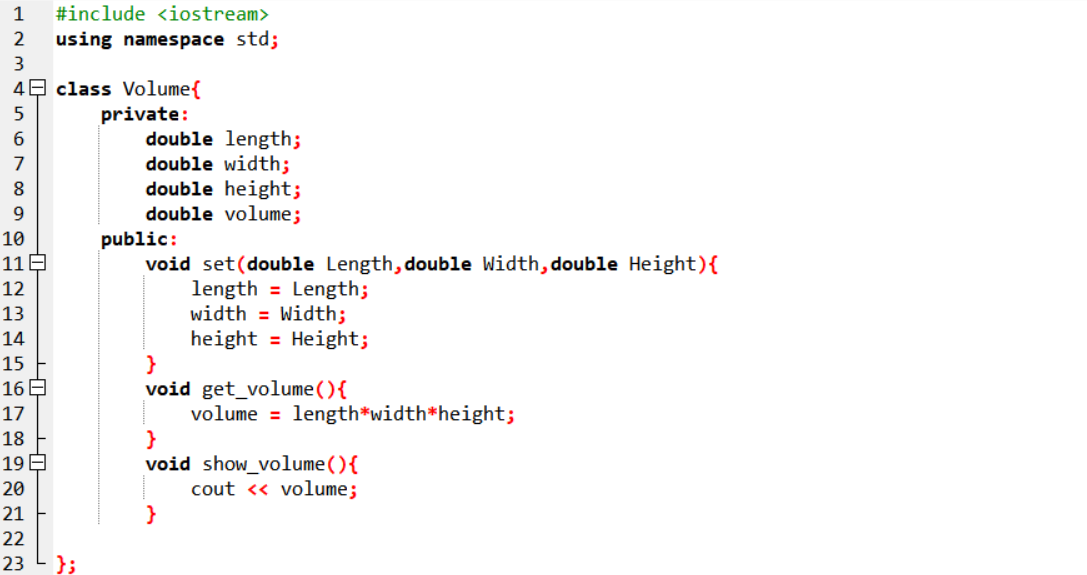 1 #include <iostream>
2 using namespace std;
3
4 class Volume{
5     private:
6         double length;
7         double width;
8         double height;
9         double volume;
10     public:
11         void set(double Length,double Width,double Height){
12             length = Length;
13             width = Width;
14             height = Height;
15         }
16         void get_volume(){
17             volume = length*width*height;
18         }
19         void show_volume(){
20             cout << volume;
21         }
22
23 };